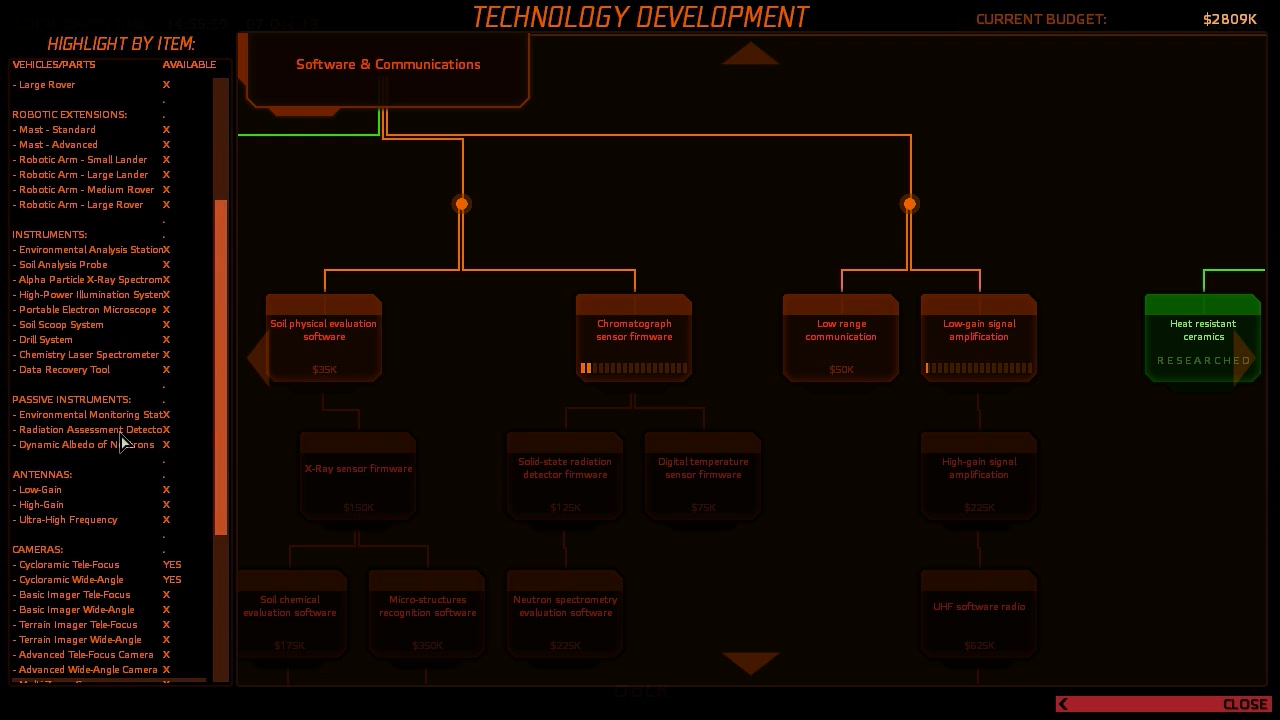 TECHNOLOGY DEVELOPMENT
CURRENT BUDGET: $2809K
HIGHLIGHT BY ITEM:
VEHICLES/PARTS AVAILABLE
- Large Rover X
.
ROBOTIC EXTENSIONS: .
- Mast - Standard X
- Mast - Advanced X
- Robotic Arm - Small Lander X
- Robotic Arm - Large Lander X
- Robotic Arm - Medium Rover X
- Robotic Arm - Large Rover X
.
INSTRUMENTS: .
- Environmental Analysis Station X
- Soil Analysis Probe X
- Alpha Particle X-Ray Spectrom X
- High-Power Illumination System X
- Portable Electron Microscope X
- Soil Scoop System X
- Drill System X
- Chemistry Laser Spectrometer X
- Data Recovery Tool X
.
PASSIVE INSTRUMENTS: .
- Environmental Monitoring Stat X
- Radiation Assessment Detecto X
- Dynamic Albedo of Neutrons X
.
ANTENNAS: .
- Low-Gain X
- High-Gain X
- Ultra-High Frequency X
.
CAMERAS: .
- Cycloramic Tele-Focus YES
- Cycloramic Wide-Angle YES
- Basic Imager Tele-Focus X
- Basic Imager Wide-Angle X
- Terrain Imager Tele-Focus X
- Terrain Imager Wide-Angle X
- Advanced Tele-Focus Camera X
- Advanced Wide-Angle Camera X
Software & Communications
Soil physical evaluation
software
$35K
Chromatograph
sensor firmware
Low range
communication
$50K
Low-gain signal
amplification
Heat resistant
ceramics
RESEARCHED
X-Ray sensor firmware
$150K
Solid-state radiation
detector firmware
$125K
Digital temperature
sensor firmware
$75K
High-gain signal
amplification
$225K
Soil chemical
evaluation software
$175K
Micro-structures
recognition software
$350K
Neutron spectrometry
evaluation software
$225K
UHF software radio
$625K
CLOSE